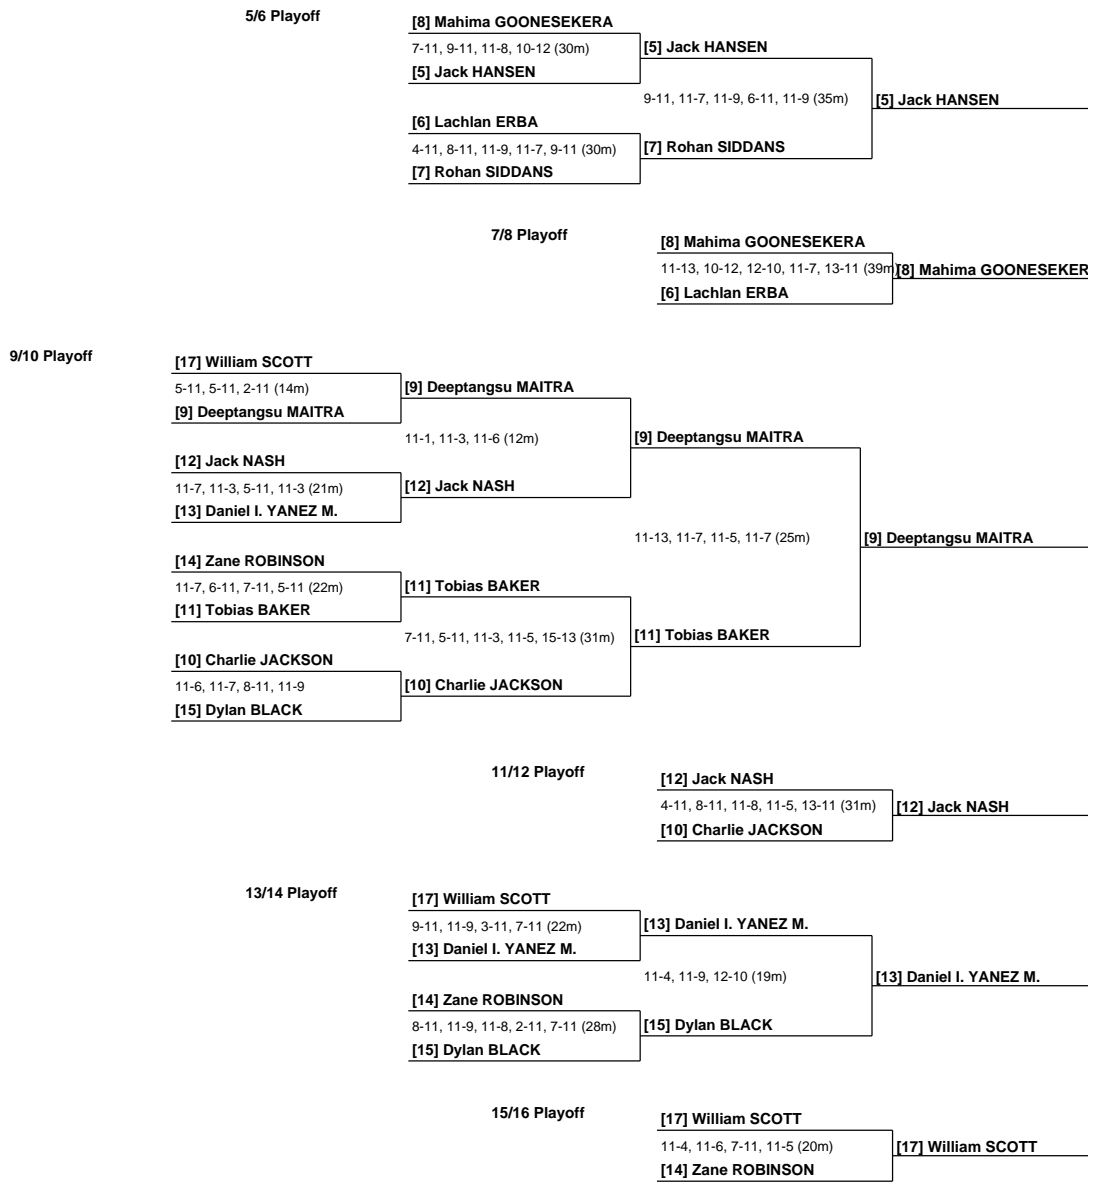 5/6 Playoff
[8] Mahima GOONESEKERA
7-11, 9-11, 11-8, 10-12 (30m)
[5] Jack HANSEN
[5] Jack HANSEN
9-11, 11-7, 11-9, 6-11, 11-9 (35m)
[5] Jack HANSEN
[6] Lachlan ERBA
4-11, 8-11, 11-9, 11-7, 9-11 (30m)
[7] Rohan SIDDANS
[7] Rohan SIDDANS
7/8 Playoff
[8] Mahima GOONESEKERA
11-13, 10-12, 12-10, 11-7, 13-11 (39m)
[8] Mahima GOONESEKER
[6] Lachlan ERBA
9/10 Playoff
[17] William SCOTT
5-11, 5-11, 2-11 (14m)
[9] Deeptangsu MAITRA
[9] Deeptangsu MAITRA
11-1, 11-3, 11-6 (12m)
[9] Deeptangsu MAITRA
[12] Jack NASH
11-7, 11-3, 5-11, 11-3 (21m)
[12] Jack NASH
[13] Daniel I. YANEZ M.
11-13, 11-7, 11-5, 11-7 (25m)
[9] Deeptangsu MAITRA
[14] Zane ROBINSON
11-7, 6-11, 7-11, 5-11 (22m)
[11] Tobias BAKER
[11] Tobias BAKER
7-11, 5-11, 11-3, 11-5, 15-13 (31m)
[11] Tobias BAKER
[10] Charlie JACKSON
11-6, 11-7, 8-11, 11-9
[10] Charlie JACKSON
[15] Dylan BLACK
11/12 Playoff
[12] Jack NASH
4-11, 8-11, 11-8, 11-5, 13-11 (31m)
[12] Jack NASH
[10] Charlie JACKSON
13/14 Playoff
[17] William SCOTT
9-11, 11-9, 3-11, 7-11 (22m)
[13] Daniel I. YANEZ M.
[13] Daniel I. YANEZ M.
11-4, 11-9, 12-10 (19m)
[13] Daniel I. YANEZ M.
[14] Zane ROBINSON
8-11, 11-9, 11-8, 2-11, 7-11 (28m)
[15] Dylan BLACK
[15] Dylan BLACK
15/16 Playoff
[17] William SCOTT
11-4, 11-6, 7-11, 11-5 (20m)
[17] William SCOTT
[14] Zane ROBINSON